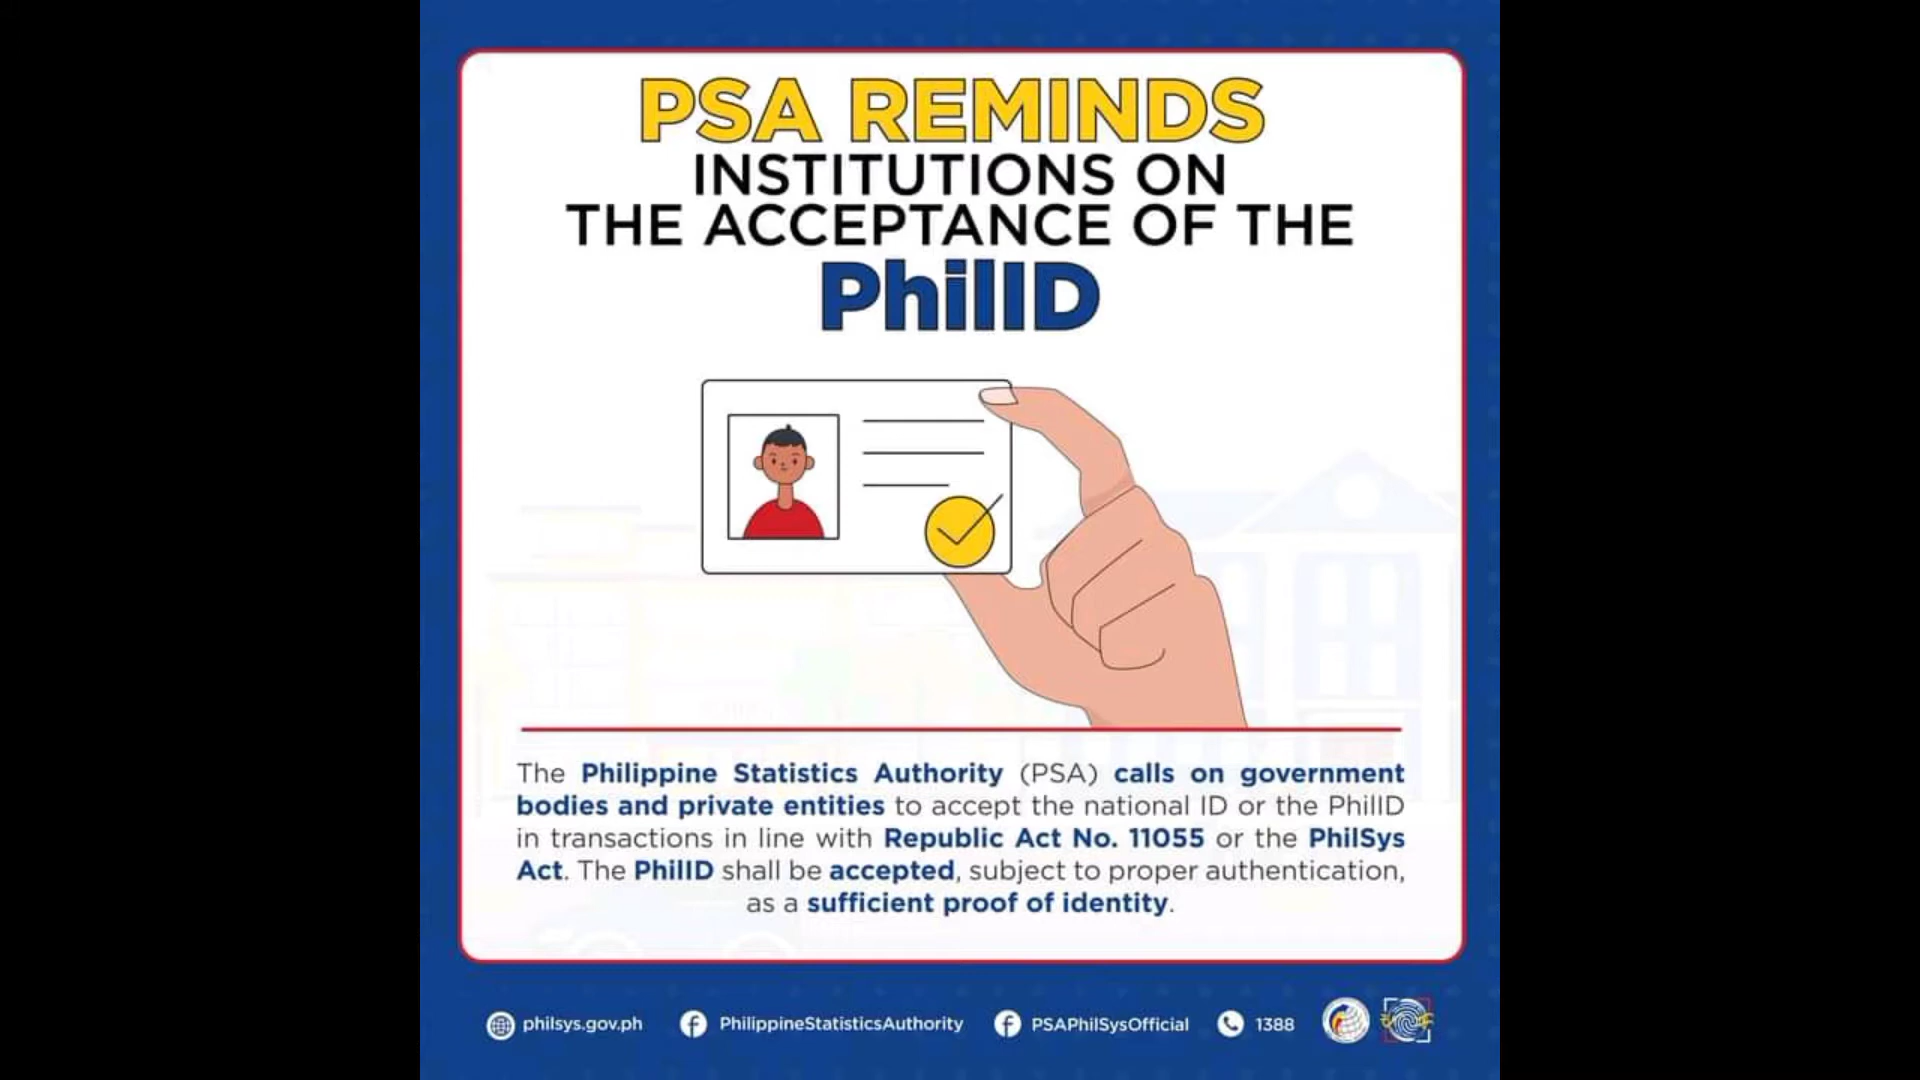 PSA REMINDS
INSTITUTIONS ON
THE ACCEPTANCE OF THE
PhilID
The Philippine Statistics Authority (PSA) calls on government
bodies and private entities to accept the national ID or the PhilID
in transactions in line with Republic Act No. 11055 or the PhilSys
Act. The PhilID shall be accepted, subject to proper authentication,
as a sufficient proof of identity.
philsys.gov.ph PhilippineStatisticsAuthority PSAPhilSysOfficial 1388